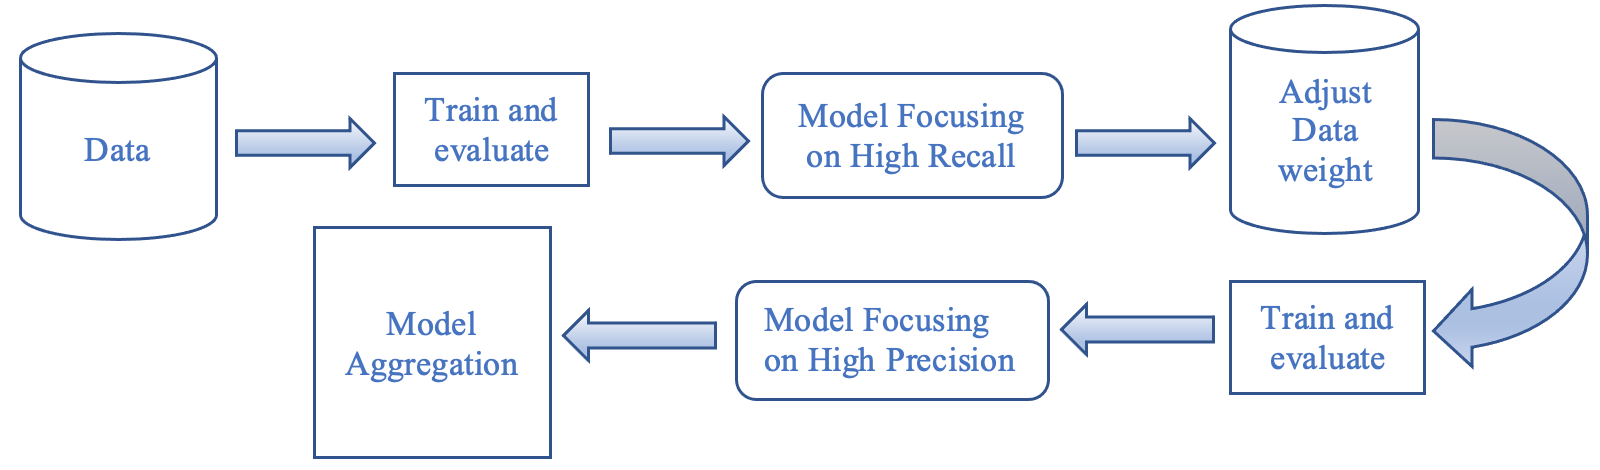 Data
Train and
evaluate
Model Focusing
on High Recall
Adjust
Data
weight
Train and
evaluate
Model Focusing
on High Precision
Model
Aggregation